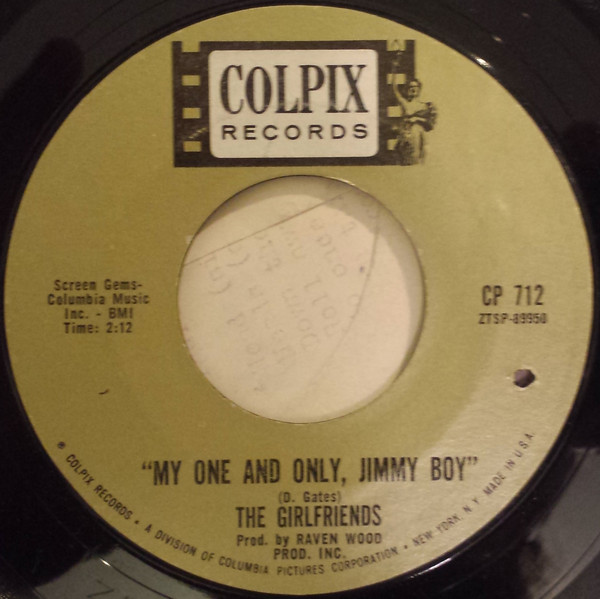 COLPIX
RECORDS
Screen Gems-
Columbia Music
Inc. - BMI
Time: 2:12
CP 712
ZTSP-89950
"MY ONE AND ONLY, JIMMY BOY"
(D. Gates)
THE GIRLFRIENDS
Prod. by RAVEN WOOD
PROD. INC.
® COLPIX RECORDS • A DIVISION OF COLUMBIA PICTURES CORPORATION • NEW YORK, N.Y. MADE IN U.S.A.